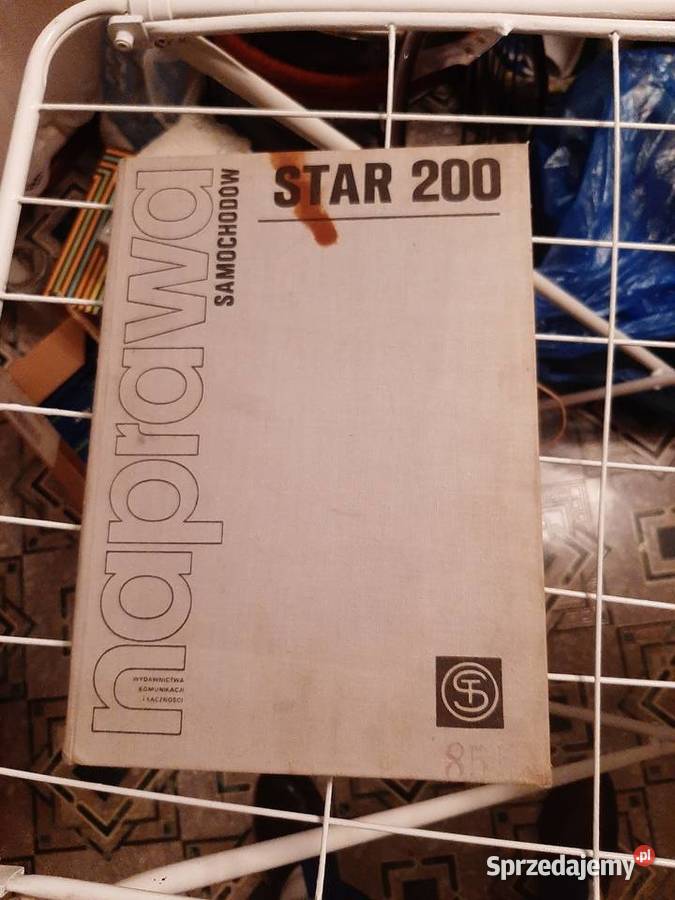 naprawa
SAMOCHODÓW
STAR 200
WYDAWNICTWA
KOMUNIKACJI
i ŁĄCZNOŚCI
85
Sprzedajemy.pl